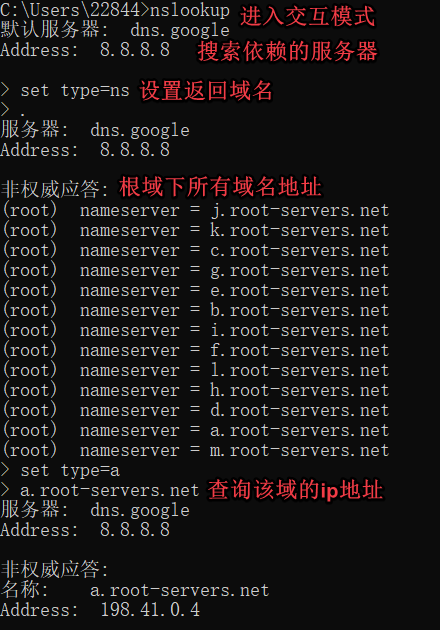 C:\Users\22844>nslookup 进入交互模式
默认服务器:  dns.google
Address:  8.8.8.8 搜索依赖的服务器
> set type=ns 设置返回域名
> .
服务器:  dns.google
Address:  8.8.8.8
非权威应答: 根域下所有域名地址
(root)  nameserver = j.root-servers.net
(root)  nameserver = k.root-servers.net
(root)  nameserver = c.root-servers.net
(root)  nameserver = g.root-servers.net
(root)  nameserver = e.root-servers.net
(root)  nameserver = b.root-servers.net
(root)  nameserver = i.root-servers.net
(root)  nameserver = f.root-servers.net
(root)  nameserver = l.root-servers.net
(root)  nameserver = h.root-servers.net
(root)  nameserver = d.root-servers.net
(root)  nameserver = a.root-servers.net
(root)  nameserver = m.root-servers.net
> set type=a
> a.root-servers.net 查询该域的ip地址
服务器:  dns.google
Address:  8.8.8.8
非权威应答:
名称:    a.root-servers.net
Address:  198.41.0.4